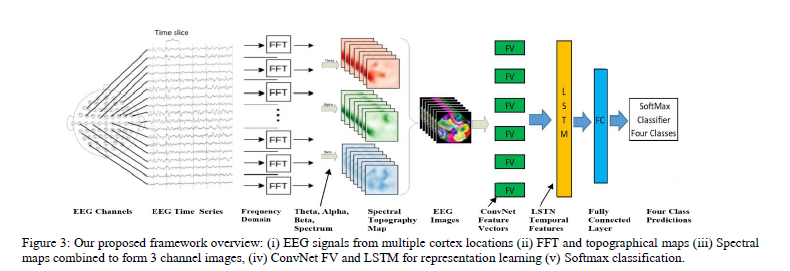 Time slice
FFT
FFT
FFT
FFT
FFT
FFT
Theta
Alpha
Beta
FV
FV
FV
FV
FV
FV
L
S
T
M
FC
SoftMax
Classifier
Four Classes
EEG Channels
EEG Time Series
Frequency
Domain
Theta, Alpha,
Beta,
Spectrum
Spectral
Topography
Map
EEG
Images
ConvNet
Feature
Vectors
LSTN
Temporal
Features
Fully
Connected
Layer
Four Class
Predictions
Figure 3: Our proposed framework overview: (i) EEG signals from multiple cortex locations (ii) FFT and topographical maps (iii) Spectral
maps combined to form 3 channel images, (iv) ConvNet FV and LSTM for representation learning (v) Softmax classification.